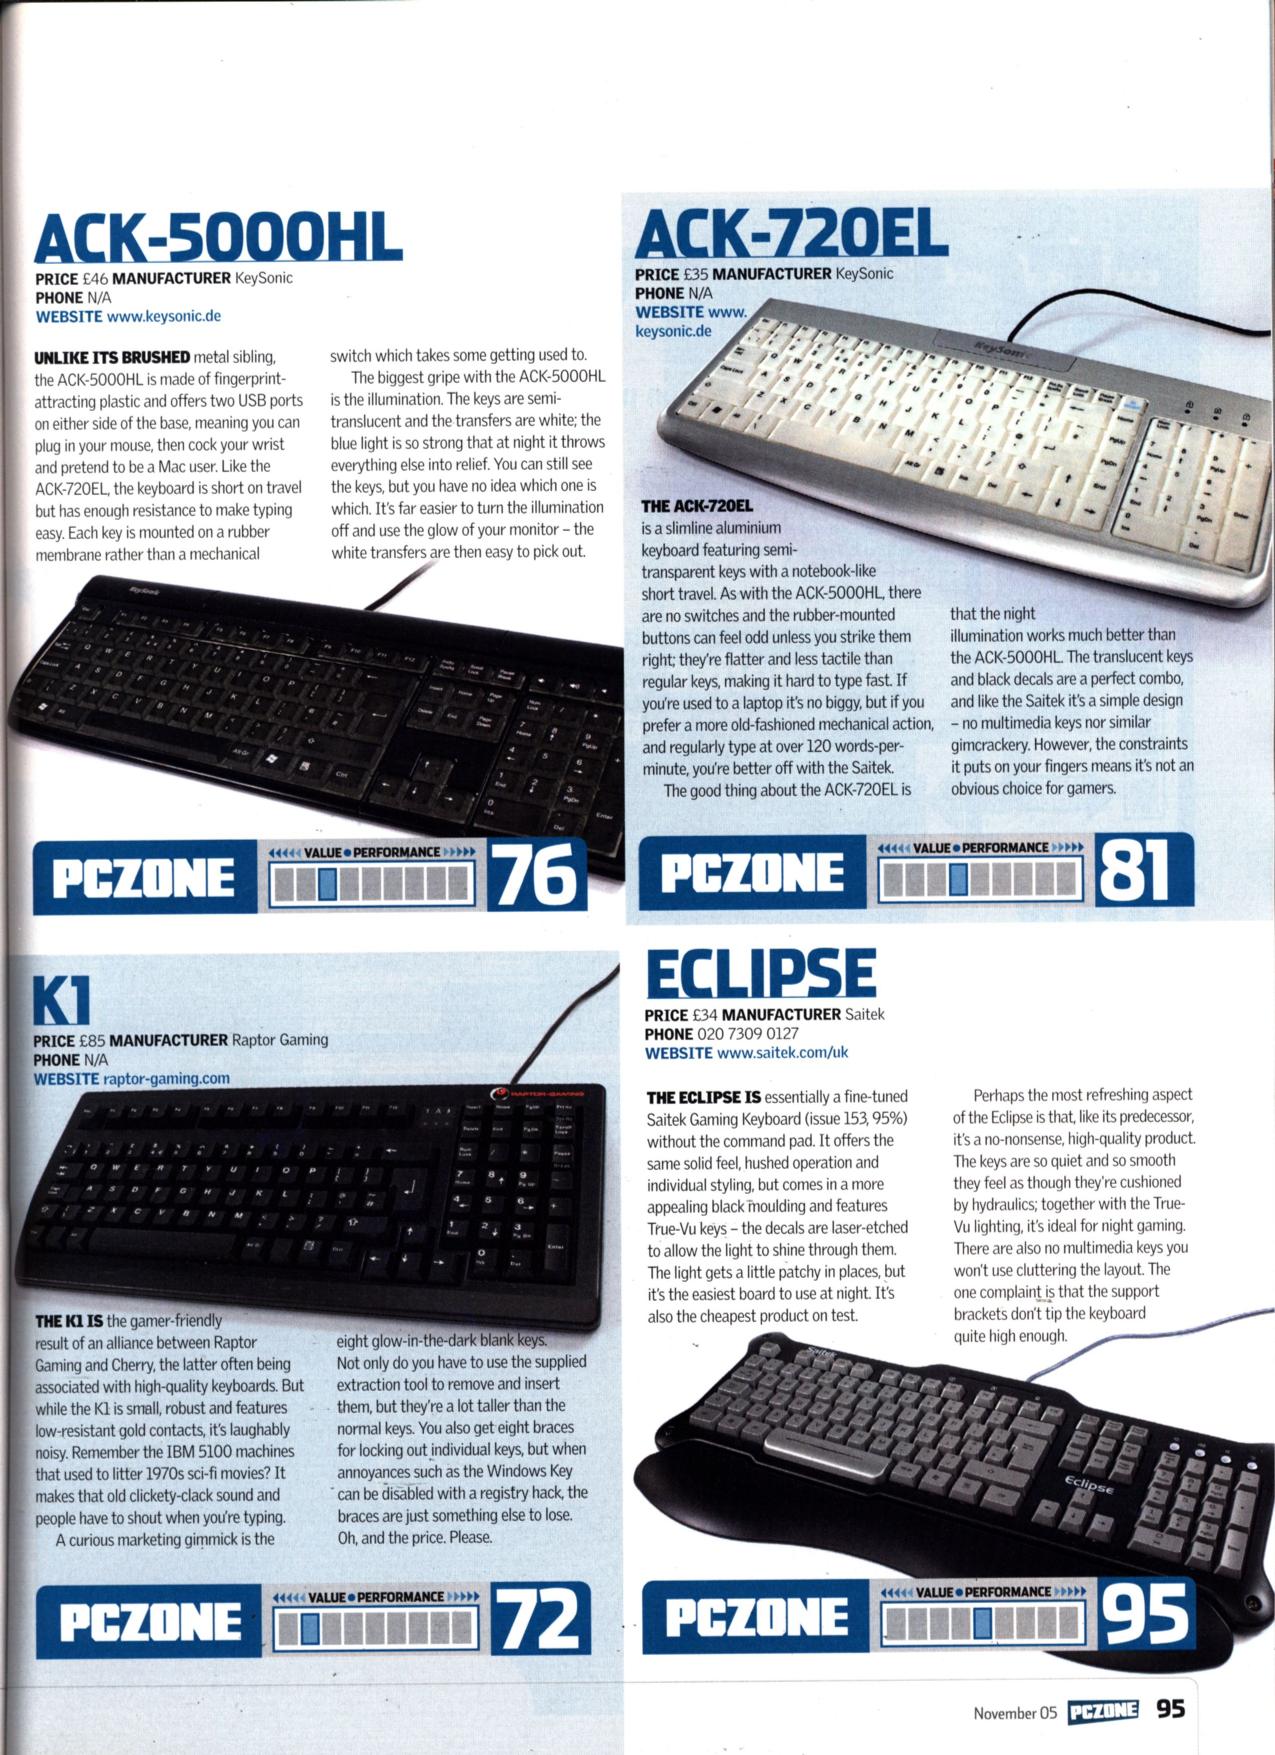 ACK-5000HL
PRICE £46 MANUFACTURER KeySonic
PHONE N/A
WEBSITE www.keysonic.de
UNLIKE ITS BRUSHED metal sibling,
the ACK-5000HL is made of fingerprint-
attracting plastic and offers two USB ports
on either side of the base, meaning you can
plug in your mouse, then cock your wrist
and pretend to be a Mac user. Like the
ACK-720EL, the keyboard is short on travel
but has enough resistance to make typing
easy. Each key is mounted on a rubber
membrane rather than a mechanical
switch which takes some getting used to.
The biggest gripe with the ACK-5000HL
is the illumination. The keys are semi-
translucent and the transfers are white; the
blue light is so strong that at night it throws
everything else into relief. You can still see
the keys, but you have no idea which one is
which. It's far easier to turn the illumination
off and use the glow of your monitor – the
white transfers are then easy to pick out.
KeySonic
PCZONE
VALUE • PERFORMANCE
76
ACK-720EL
PRICE £35 MANUFACTURER KeySonic
PHONE N/A
WEBSITE www.
keysonic.de
KeySonic
THE ACK-720EL
is a slimline aluminium
keyboard featuring semi-
transparent keys with a notebook-like
short travel. As with the ACK-5000HL, there
are no switches and the rubber-mounted
buttons can feel odd unless you strike them
right; they're flatter and less tactile than
regular keys, making it hard to type fast. If
you're used to a laptop it's no biggy, but if you
prefer a more old-fashioned mechanical action,
and regularly type at over 120 words-per-
minute, you're better off with the Saitek.
The good thing about the ACK-720EL is
that the night
illumination works much better than
the ACK-5000HL. The translucent keys
and black decals are a perfect combo,
and like the Saitek it's a simple design
– no multimedia keys nor similar
gimcrackery. However, the constraints
it puts on your fingers means it's not an
obvious choice for gamers.
PCZONE
VALUE • PERFORMANCE
81
K1
PRICE £85 MANUFACTURER Raptor Gaming
PHONE N/A
WEBSITE raptor-gaming.com
RAPTOR-GAMING
THE K1 IS the gamer-friendly
result of an alliance between Raptor
Gaming and Cherry, the latter often being
associated with high-quality keyboards. But
while the K1 is small, robust and features
low-resistant gold contacts, it's laughably
noisy. Remember the IBM 5100 machines
that used to litter 1970s sci-fi movies? It
makes that old clickety-clack sound and
people have to shout when you're typing.
A curious marketing gimmick is the
eight glow-in-the-dark blank keys.
Not only do you have to use the supplied
extraction tool to remove and insert
them, but they're a lot taller than the
normal keys. You also get eight braces
for locking out individual keys, but when
annoyances such as the Windows Key
can be disabled with a registry hack, the
braces are just something else to lose.
Oh, and the price. Please.
PCZONE
VALUE • PERFORMANCE
72
ECLIPSE
PRICE £34 MANUFACTURER Saitek
PHONE 020 7309 0127
WEBSITE www.saitek.com/uk
THE ECLIPSE IS essentially a fine-tuned
Saitek Gaming Keyboard (issue 153, 95%)
without the command pad. It offers the
same solid feel, hushed operation and
individual styling, but comes in a more
appealing black moulding and features
True-Vu keys – the decals are laser-etched
to allow the light to shine through them.
The light gets a little patchy in places, but
it's the easiest board to use at night. It's
also the cheapest product on test.
Perhaps the most refreshing aspect
of the Eclipse is that, like its predecessor,
it's a no-nonsense, high-quality product.
The keys are so quiet and so smooth
they feel as though they're cushioned
by hydraulics; together with the True-
Vu lighting, it's ideal for night gaming.
There are also no multimedia keys you
won't use cluttering the layout. The
one complaint is that the support
brackets don't tip the keyboard
quite high enough.
Saitek
Eclipse
PCZONE
VALUE • PERFORMANCE
95
November 05 PCZONE 95